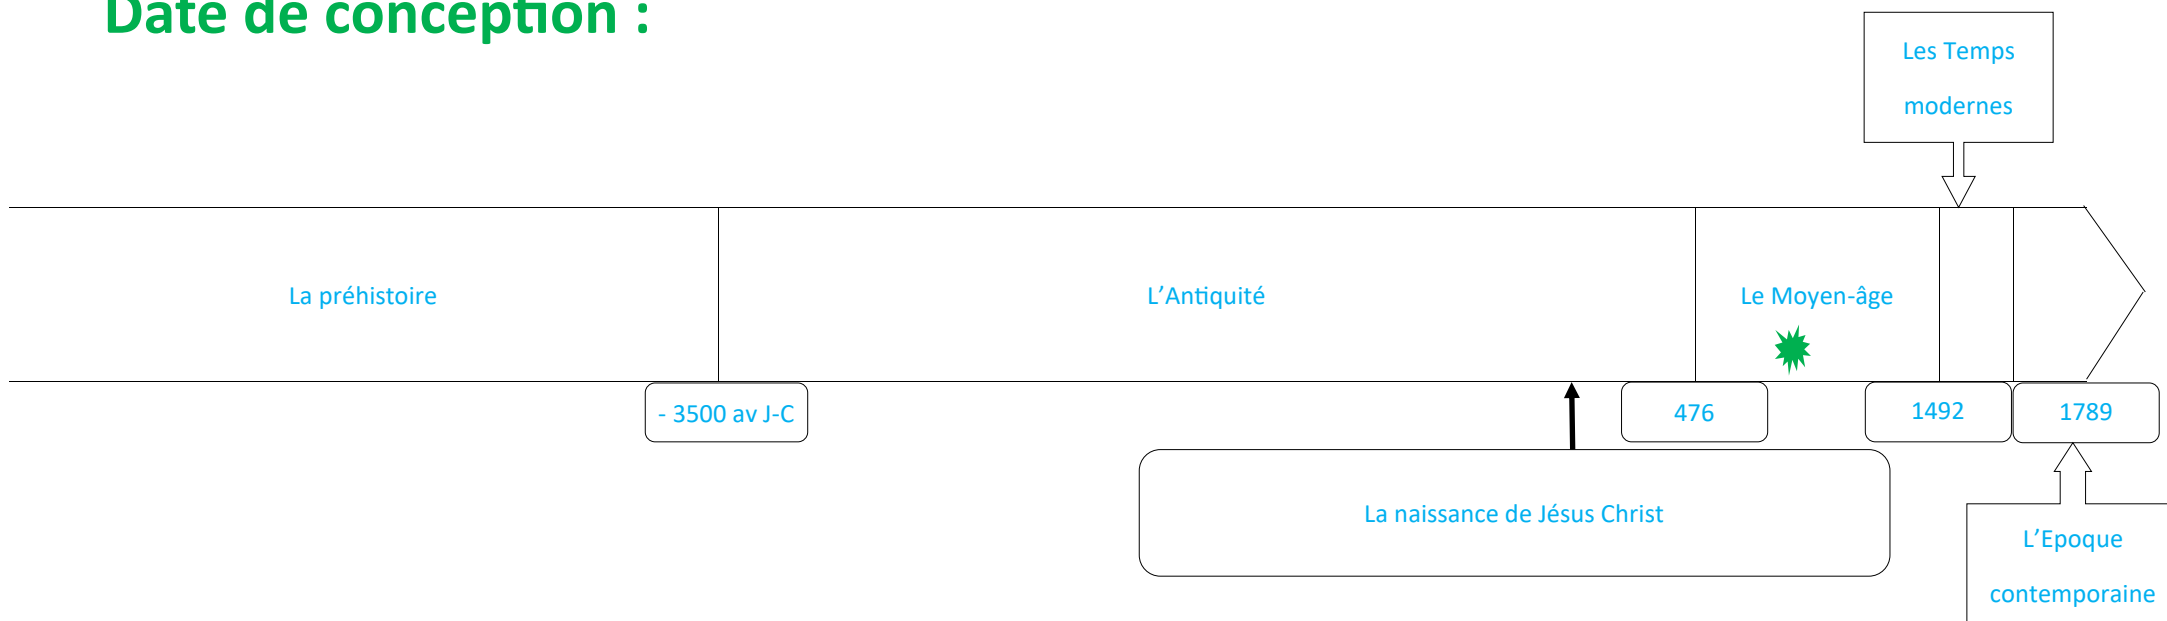 Date de conception :
Les Temps
modernes
La préhistoire
L’Antiquité
Le Moyen-âge
- 3500 av J-C
476
1492
1789
La naissance de Jésus Christ
L’Epoque
contemporaine